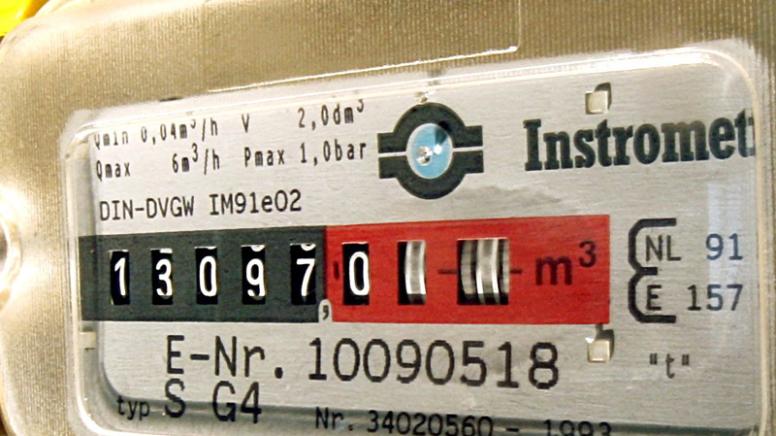 Qmin 0,04m³/h V 2,0dm³
Qmax 6m³/h Pmax 1,0bar
Instromet
DIN-DVGW IM91e02
13097,0 m³
NL 91
E 157
E-Nr. 10090518
"t"
typ S G4
Nr. 34020560 - 1993